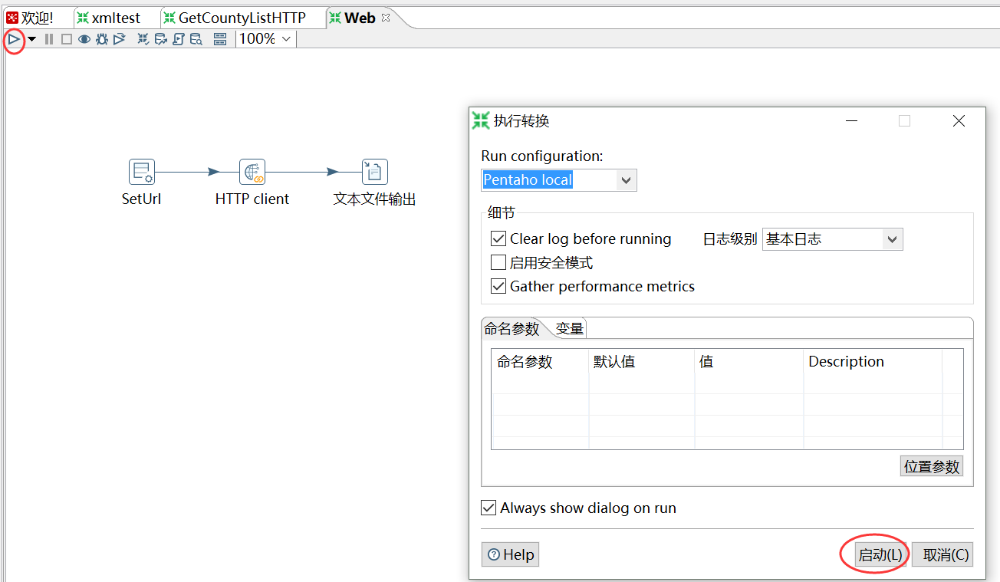 欢迎!
xmltest
GetCountyListHTTP
Web
100%
SetUrl
HTTP client
文本文件输出
执行转换
Run configuration:
Pentaho local
细节
Clear log before running
日志级别
基本日志
启用安全模式
Gather performance metrics
命名参数
变量
命名参数
默认值
值
Description
位置参数
Always show dialog on run
Help
启动(L)
取消(C)